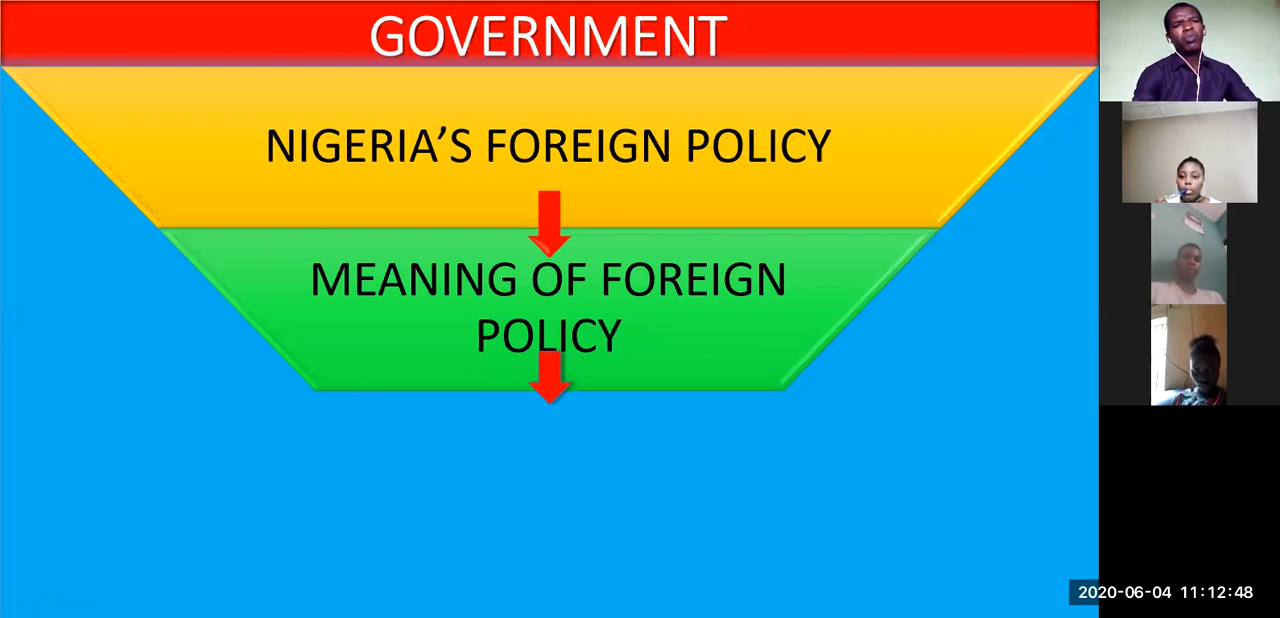 GOVERNMENT
NIGERIA’S FOREIGN POLICY
MEANING OF FOREIGN
POLICY
2020-06-04 11:12:48